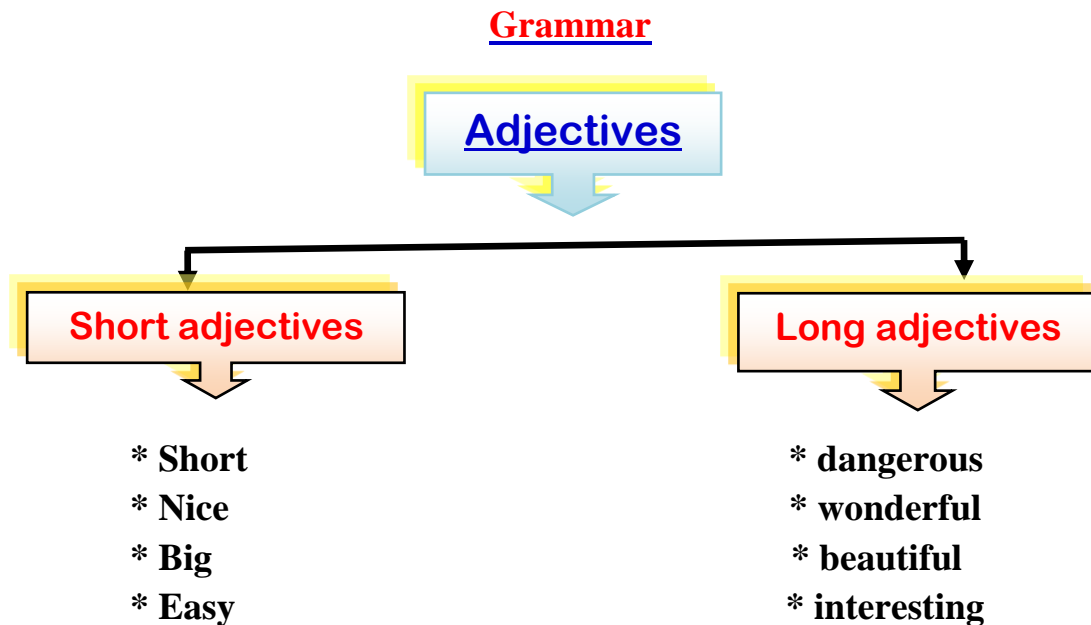 Grammar
Adjectives
Short adjectives
Long adjectives
* Short
* Nice
* Big
* Easy
* dangerous
* wonderful
* beautiful
* interesting